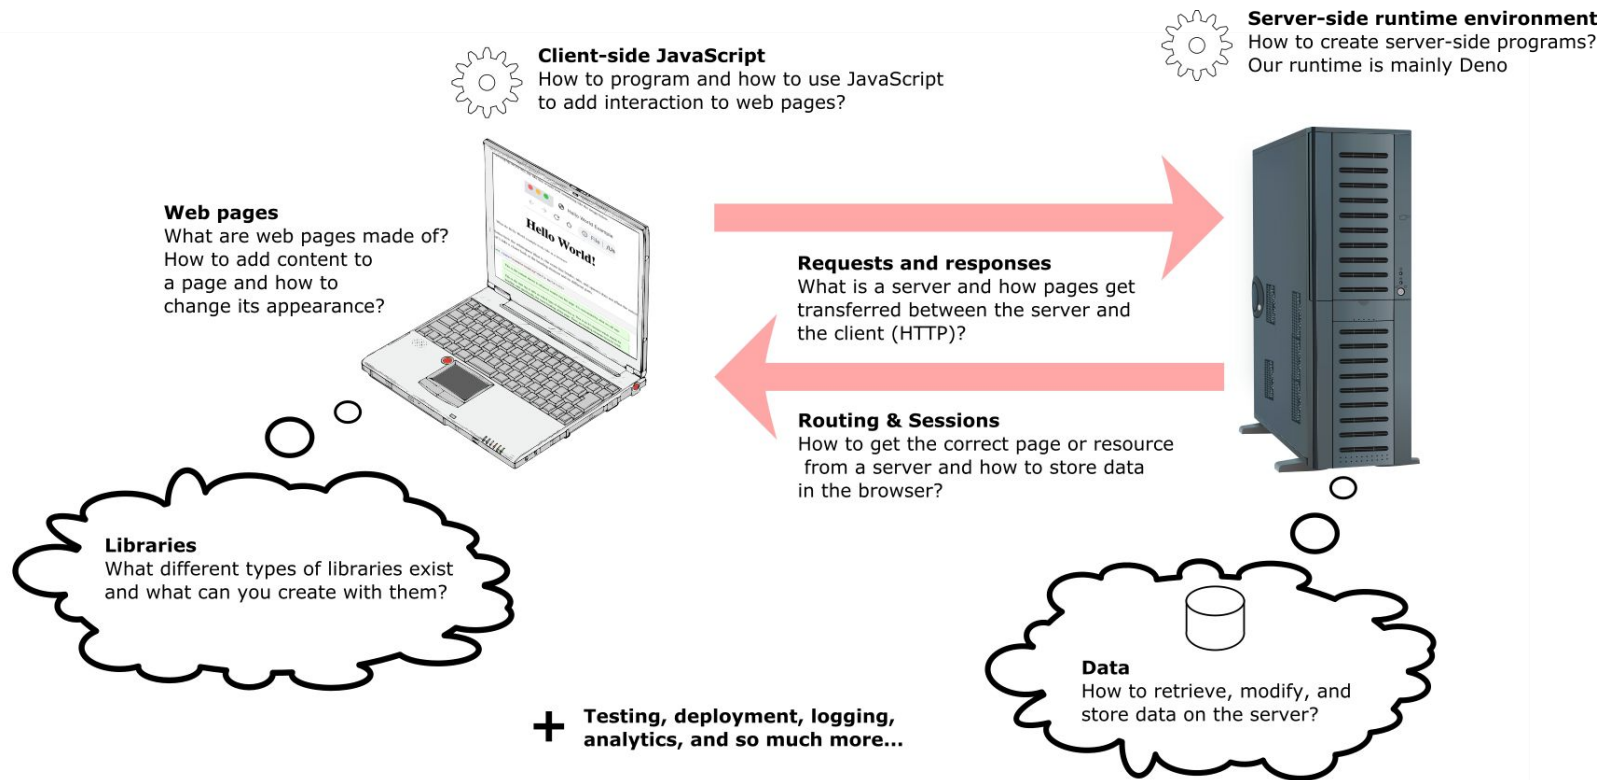 Server-side runtime environment
How to create server-side programs?
Our runtime is mainly Deno
Client-side JavaScript
How to program and how to use JavaScript
to add interaction to web pages?
Web pages
What are web pages made of?
How to add content to
a page and how to
change its appearance?
Hello World!
Requests and responses
What is a server and how pages get
transferred between the server and
the client (HTTP)?
Routing & Sessions
How to get the correct page or resource
from a server and how to store data
in the browser?
Libraries
What different types of libraries exist
and what can you create with them?
Data
How to retrieve, modify, and
store data on the server?
+ Testing, deployment, logging,
analytics, and so much more...